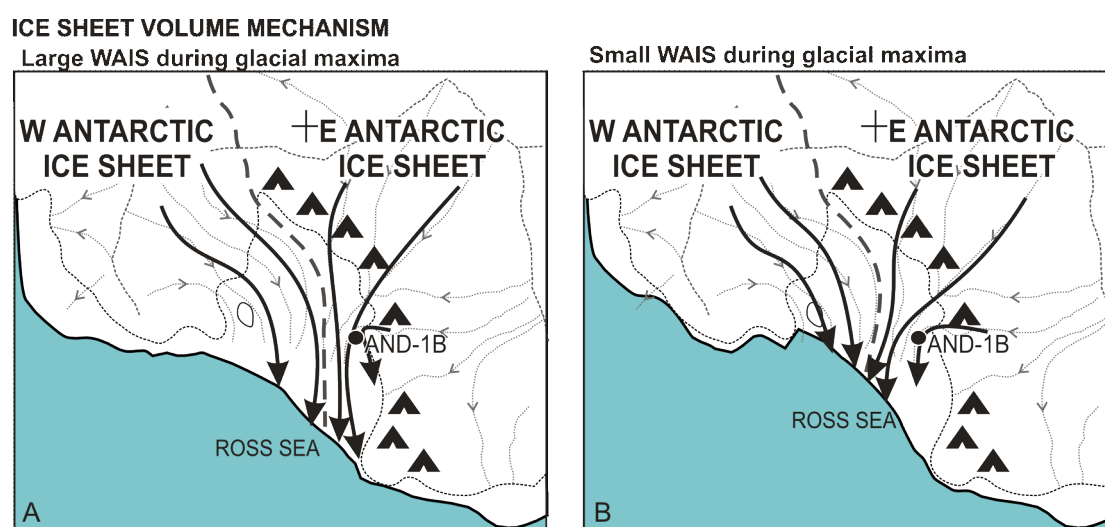 ICE SHEET VOLUME MECHANISM
Large WAIS during glacial maxima
W ANTARCTIC
ICE SHEET
E ANTARCTIC
ICE SHEET
AND-1B
ROSS SEA
A
Small WAIS during glacial maxima
W ANTARCTIC
ICE SHEET
E ANTARCTIC
ICE SHEET
AND-1B
ROSS SEA
B